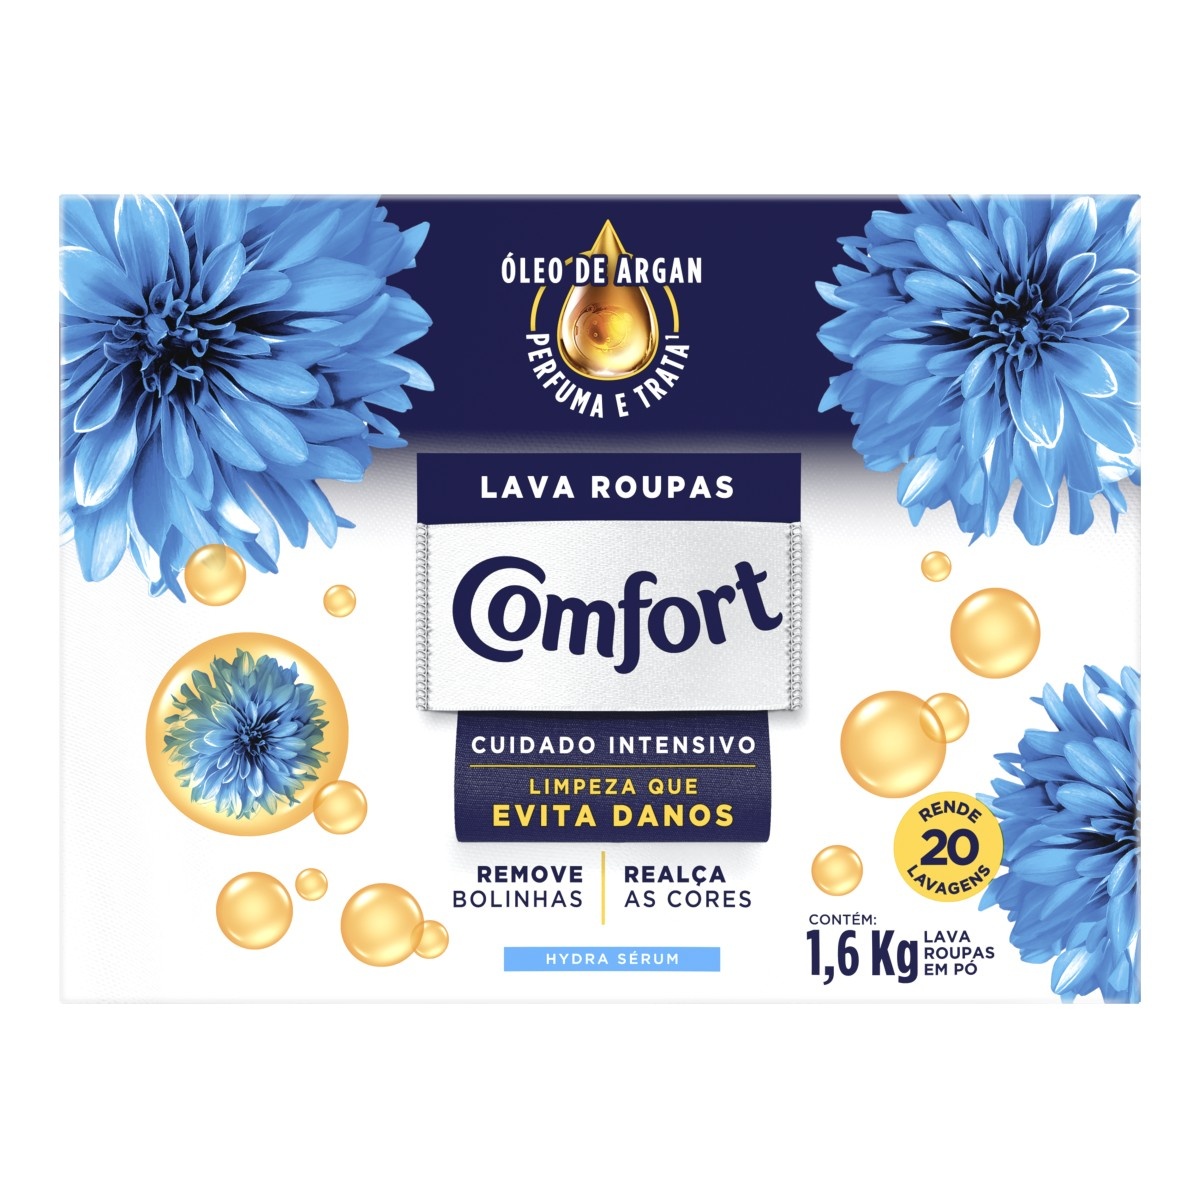 ÓLEO DE ARGAN
PERFUMA E TRATA¹
LAVA ROUPAS
Comfort
CUIDADO INTENSIVO
LIMPEZA QUE
EVITA DANOS
REMOVE
BOLINHAS
REALÇA
AS CORES
HYDRA SÉRUM
RENDE
20
LAVAGENS
CONTÉM:
1,6 Kg
LAVA
ROUPAS
EM PÓ